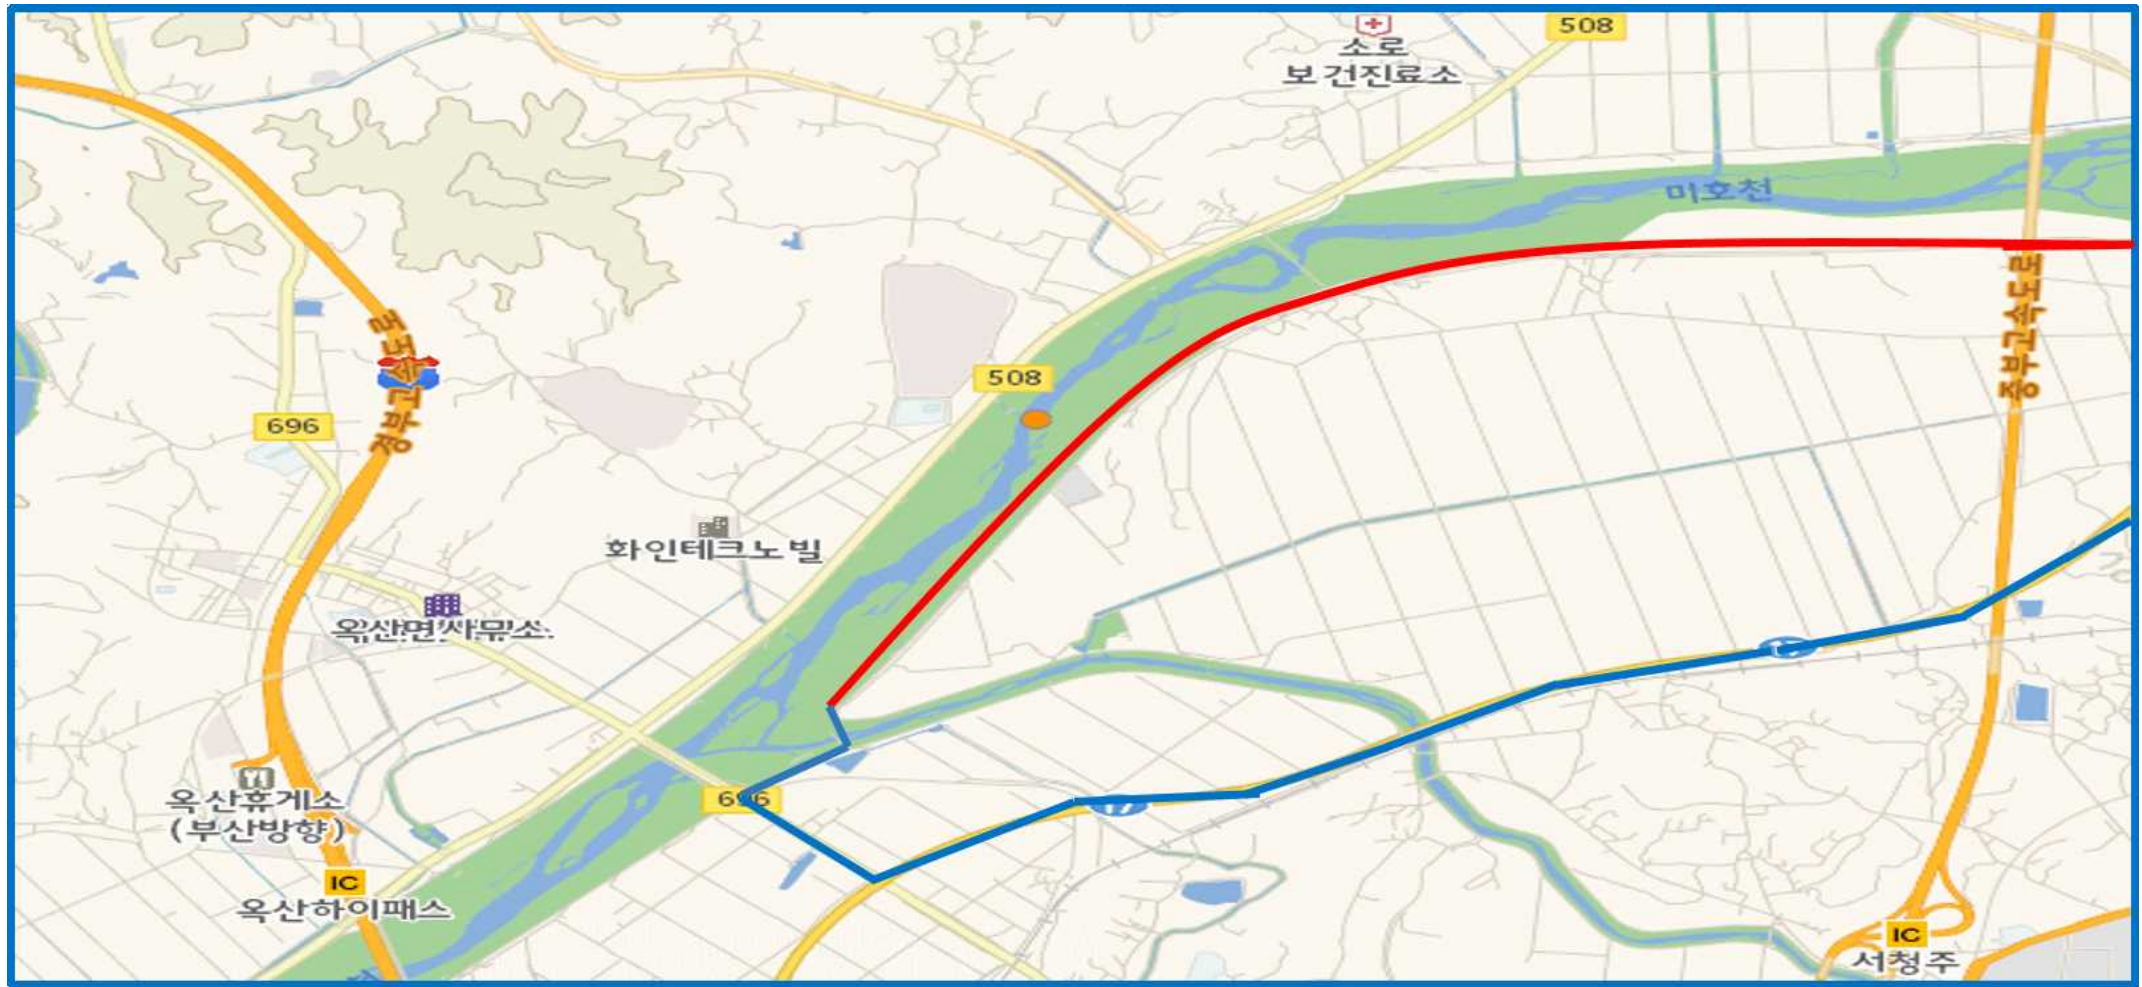 508
소로
보건진료소
미호천
경부고속도로
중부고속도로
508
696
화인테크노빌
옥산면사무소
17
696
17
옥산휴게소
(부산방향)
IC
옥산하이패스
IC
서청주